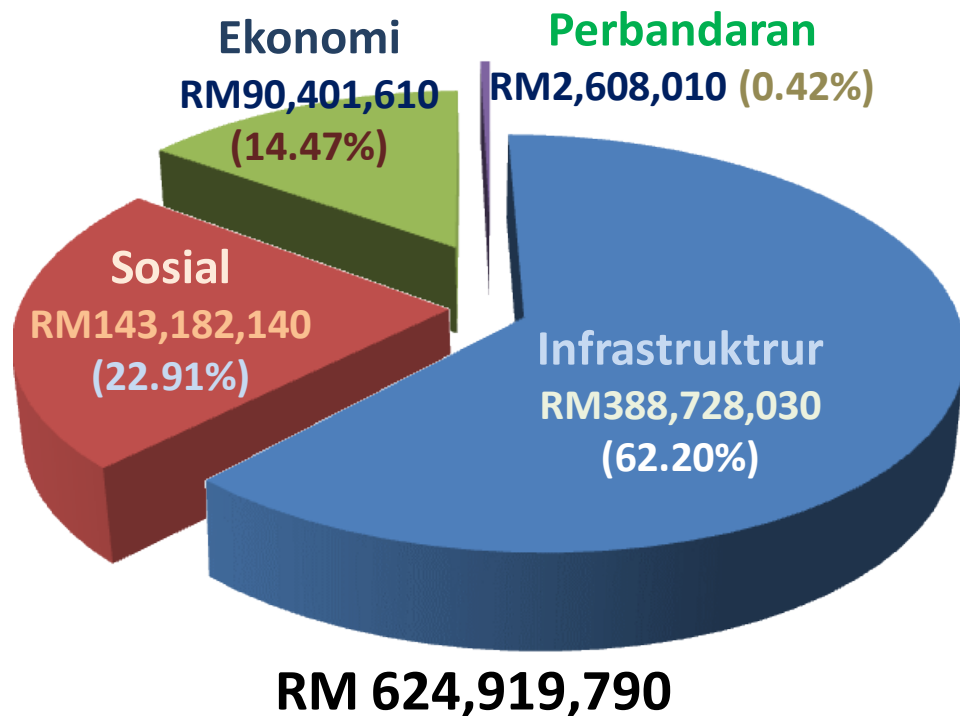 Ekonomi
RM90,401,610
(14.47%)
Perbandaran
RM2,608,010 (0.42%)
Sosial
RM143,182,140
(22.91%)
Infrastruktrur
RM388,728,030
(62.20%)
RM 624,919,790